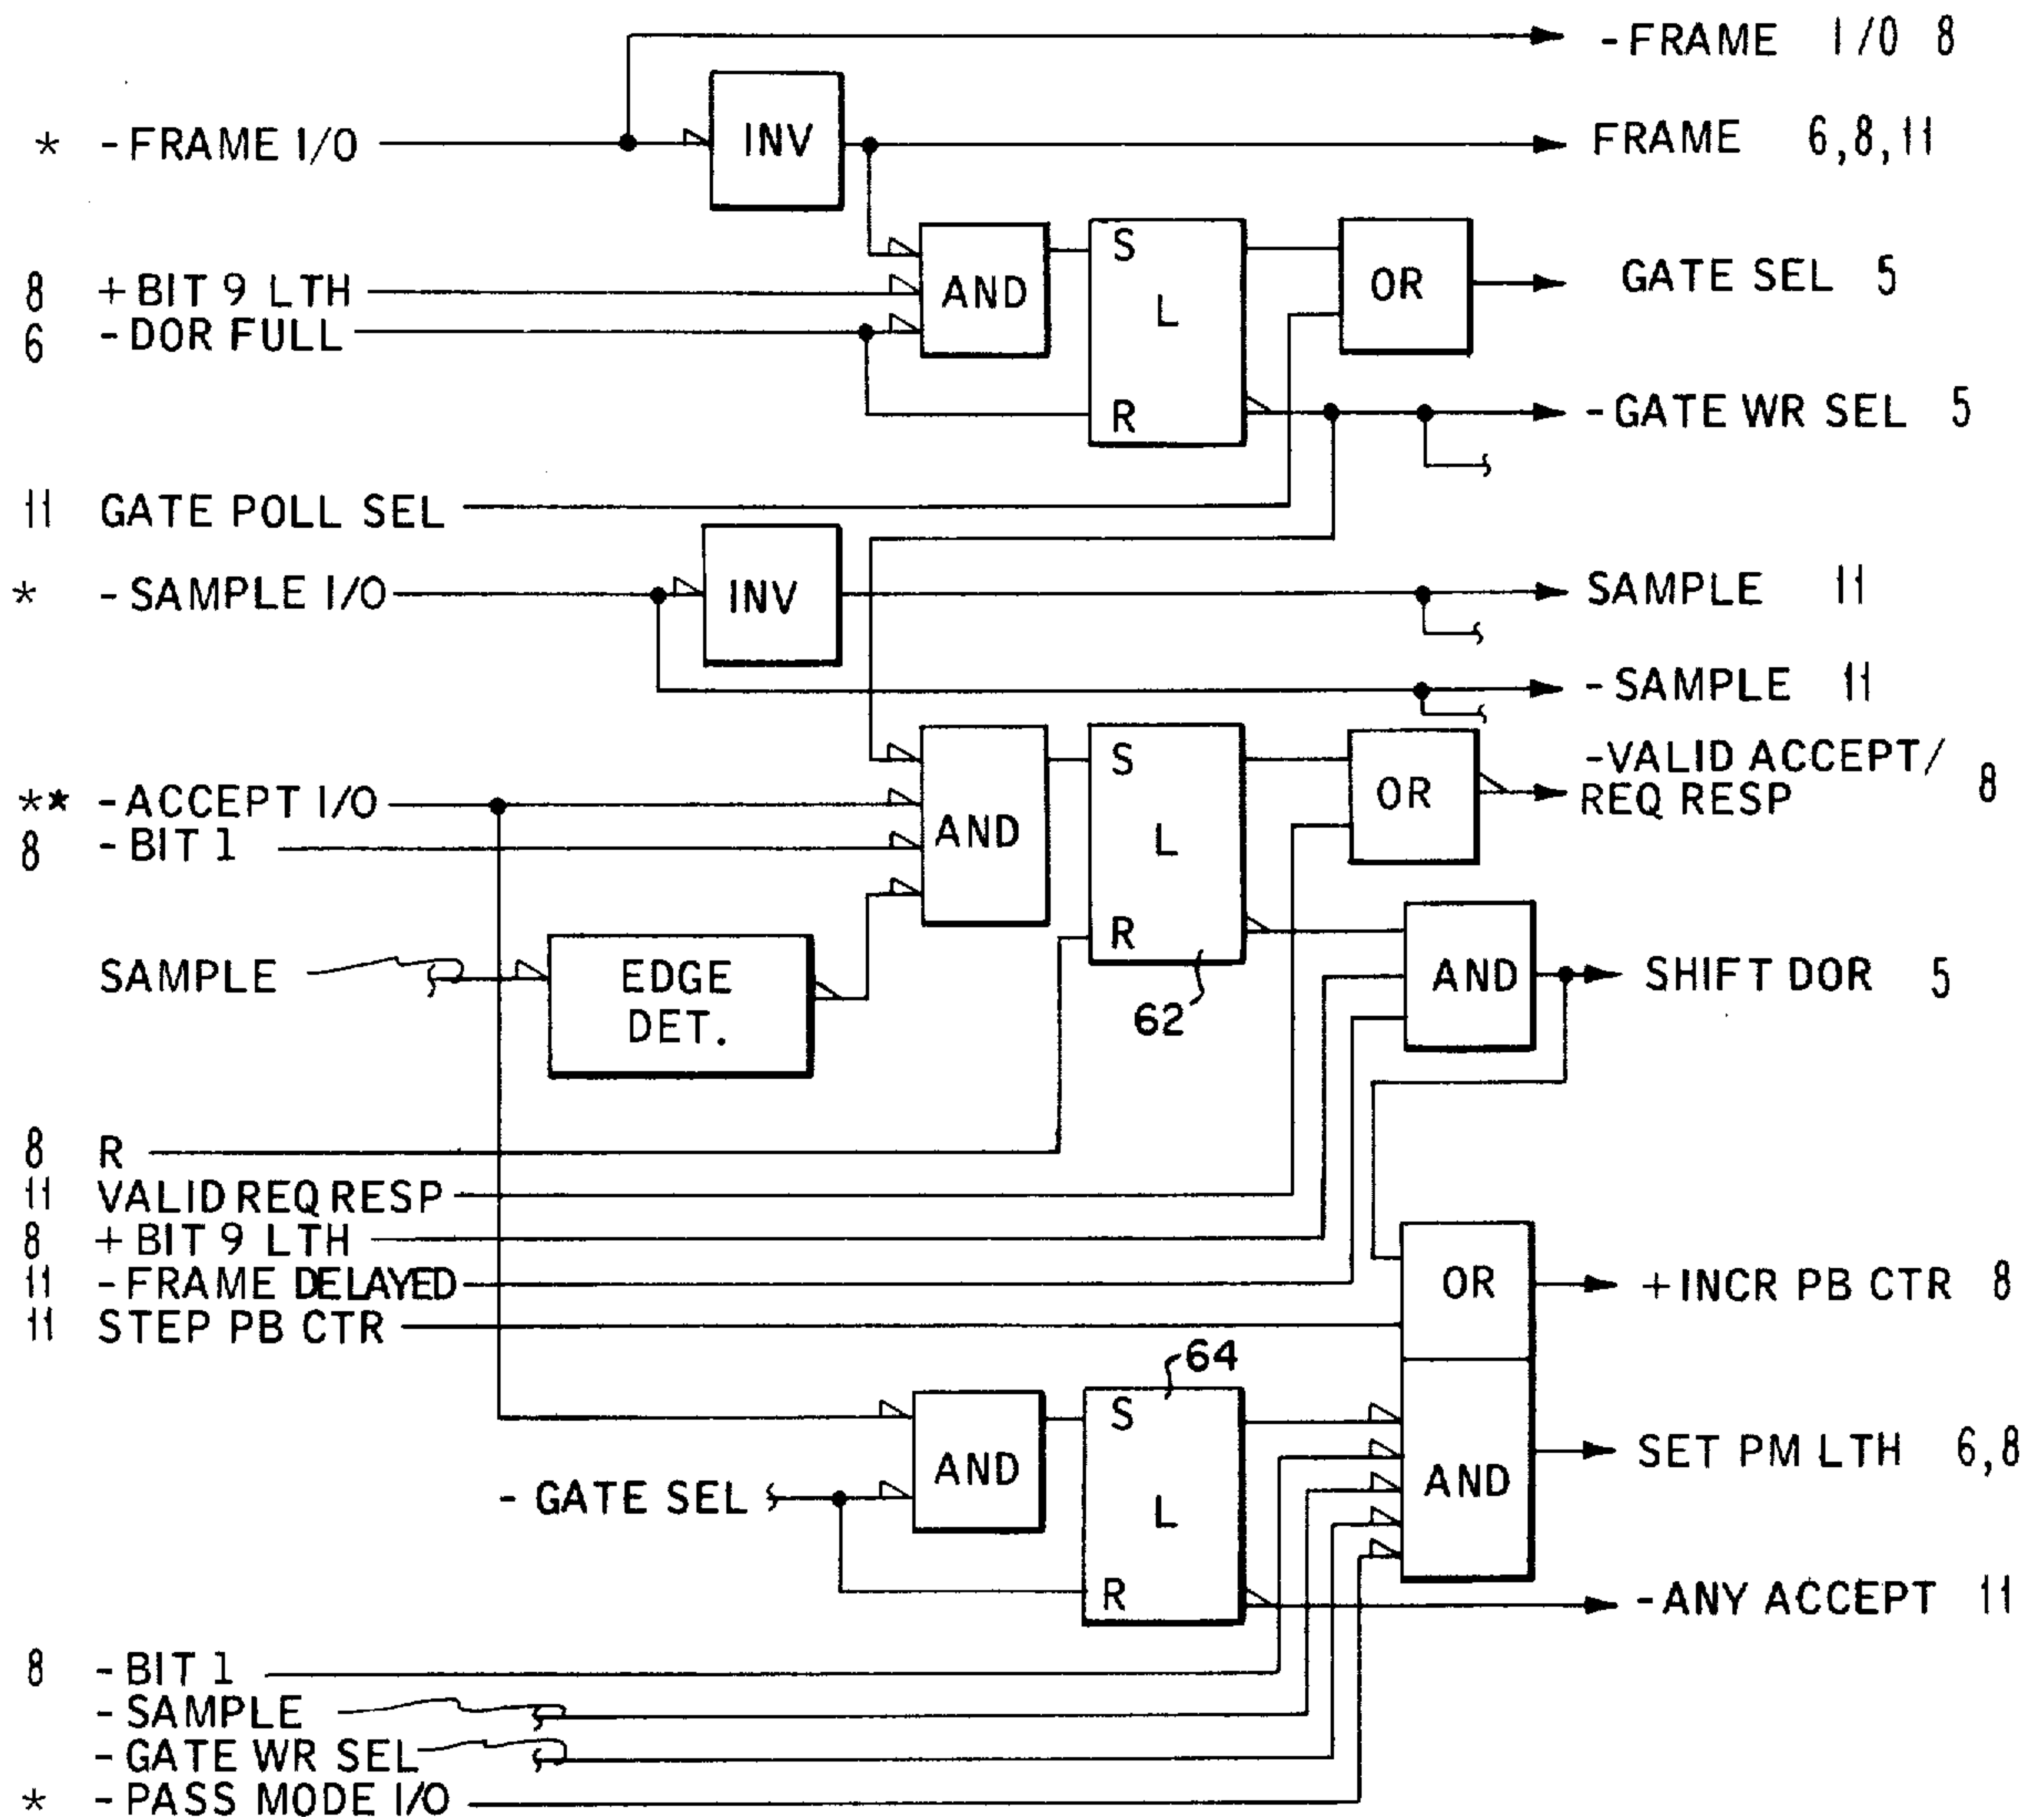 -FRAME I/O 8
* -FRAME I/O
INV
FRAME 6,8,11
8 +BIT 9 LTH
6 -DOR FULL
AND
S
L
R
OR
GATE SEL 5
-GATE WR SEL 5
11 GATE POLL SEL
* -SAMPLE I/O
INV
SAMPLE 11
-SAMPLE 11
** -ACCEPT I/O
8 -BIT 1
AND
S
L
R
62
OR
-VALID ACCEPT/
REQ RESP 8
SAMPLE
EDGE
DET.
AND
SHIFT DOR 5
8 R
11 VALID REQ RESP
8 +BIT 9 LTH
11 -FRAME DELAYED
11 STEP PB CTR
OR
+INCR PB CTR 8
64
-GATE SEL
AND
S
L
R
AND
SET PM LTH 6,8
-ANY ACCEPT 11
8 -BIT 1
-SAMPLE
-GATE WR SEL
* -PASS MODE I/O